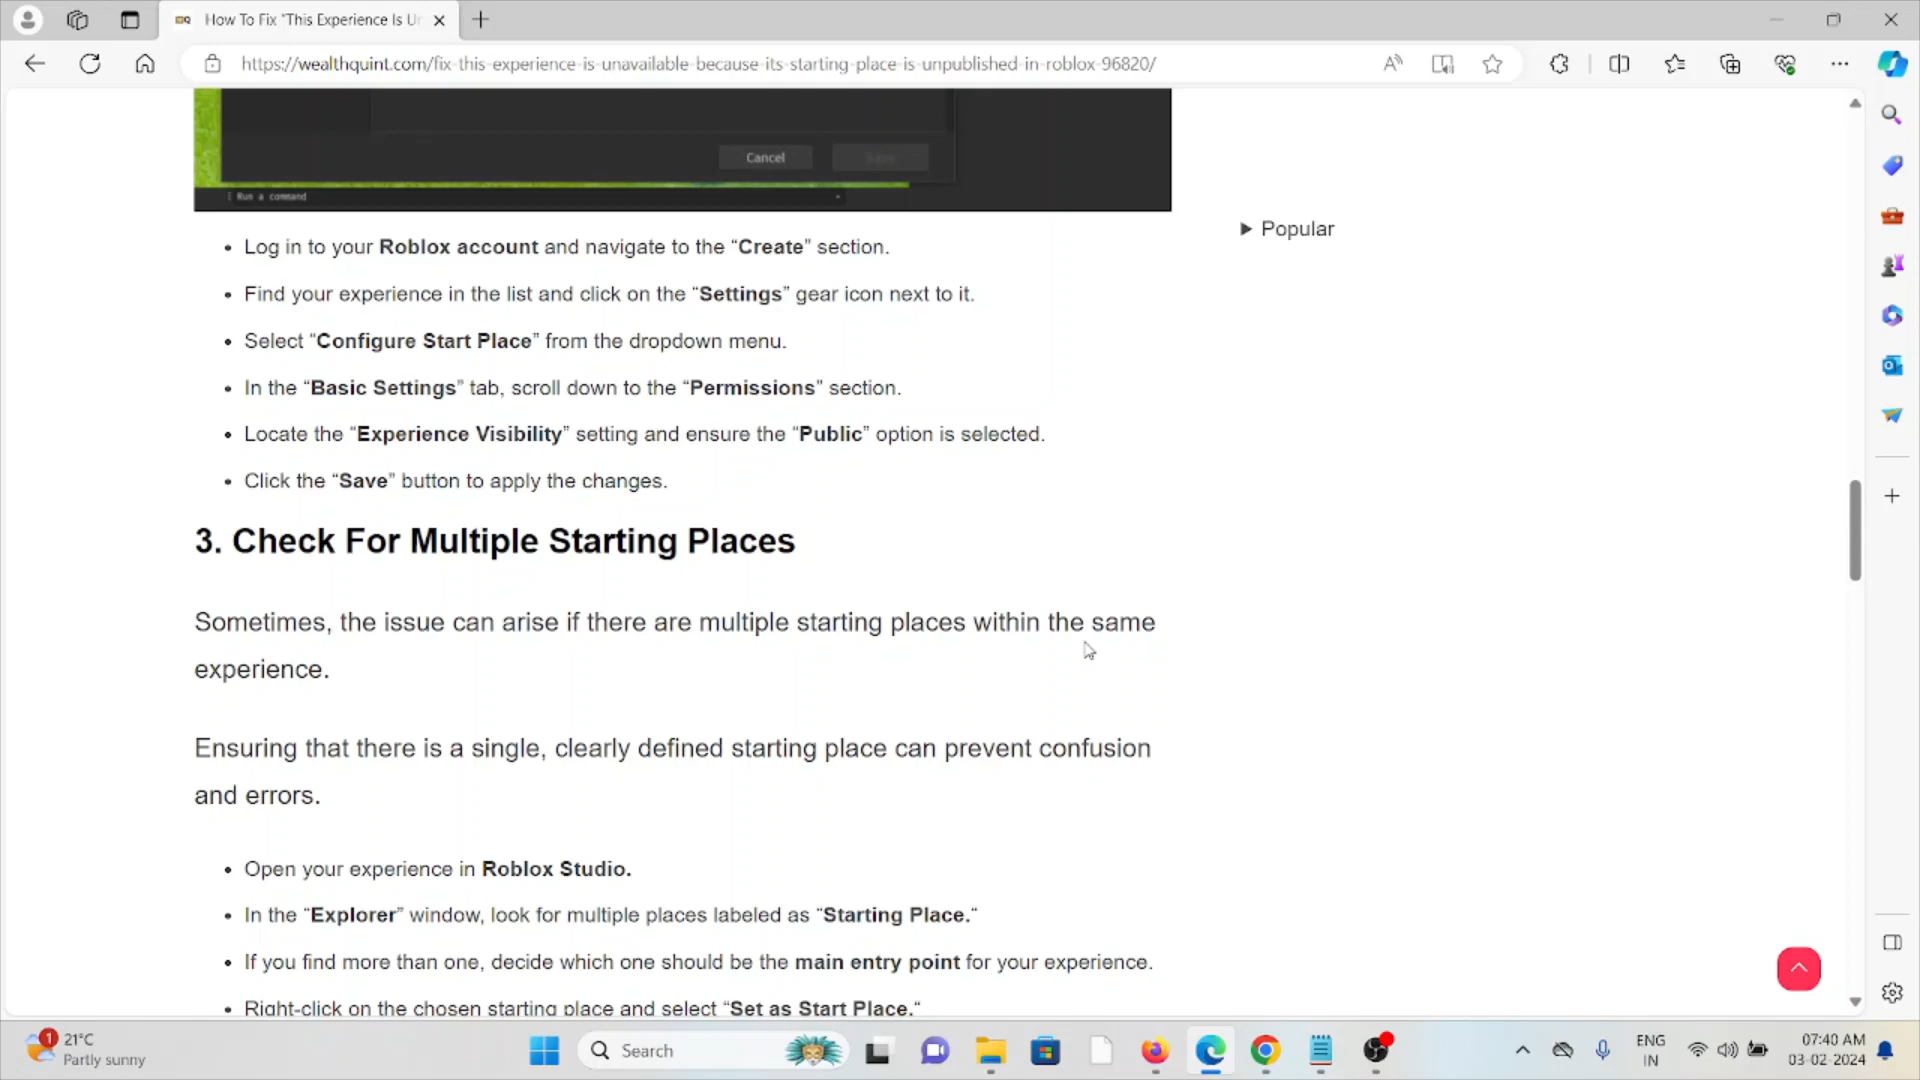 How To Fix "This Experience Is Un
https://wealthquint.com/fix-this-experience-is-unavailable-because-its-starting-place-is-unpublished-in-roblox-96820/
Cancel
Run a command
Popular
• Log in to your Roblox account and navigate to the “Create” section.
• Find your experience in the list and click on the “Settings” gear icon next to it.
• Select “Configure Start Place” from the dropdown menu.
• In the “Basic Settings” tab, scroll down to the “Permissions” section.
• Locate the “Experience Visibility” setting and ensure the “Public” option is selected.
• Click the “Save” button to apply the changes.
3. Check For Multiple Starting Places
Sometimes, the issue can arise if there are multiple starting places within the same
experience.
Ensuring that there is a single, clearly defined starting place can prevent confusion
and errors.
• Open your experience in Roblox Studio.
• In the “Explorer” window, look for multiple places labeled as “Starting Place.“
• If you find more than one, decide which one should be the main entry point for your experience.
• Right-click on the chosen starting place and select “Set as Start Place.“
1
21°C
Partly sunny
Search
ENG
IN
07:40 AM
03-02-2024